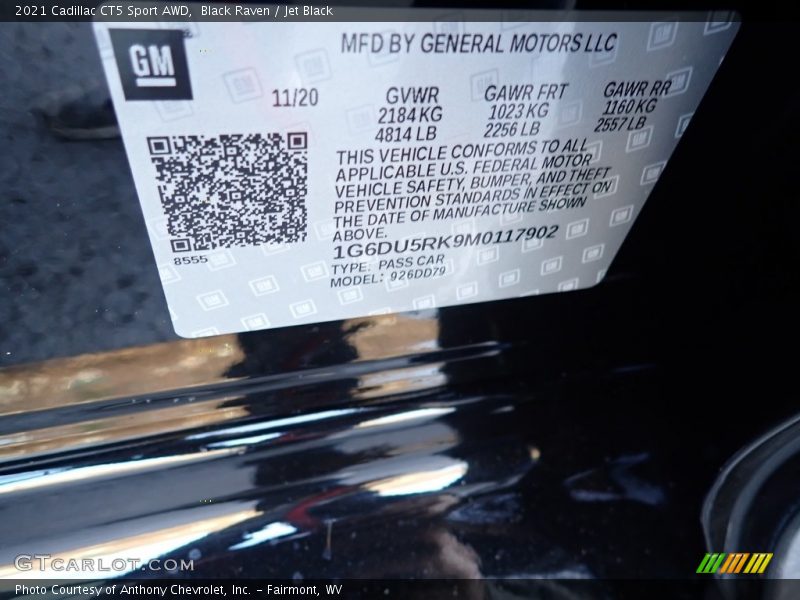 2021 Cadillac CT5 Sport AWD, Black Raven / Jet Black
GM
MFD BY GENERAL MOTORS LLC
11/20
GVWR
2184 KG
4814 LB
GAWR FRT
1023 KG
2256 LB
GAWR RR
1160 KG
2557 LB
THIS VEHICLE CONFORMS TO ALL
APPLICABLE U.S. FEDERAL MOTOR
VEHICLE SAFETY, BUMPER, AND THEFT
PREVENTION STANDARDS IN EFFECT ON
THE DATE OF MANUFACTURE SHOWN
ABOVE.
8555
1G6DU5RK9M0117902
TYPE: PASS CAR
MODEL: 926DD79
GTCARLOT.COM
Photo Courtesy of Anthony Chevrolet, Inc. – Fairmont, WV